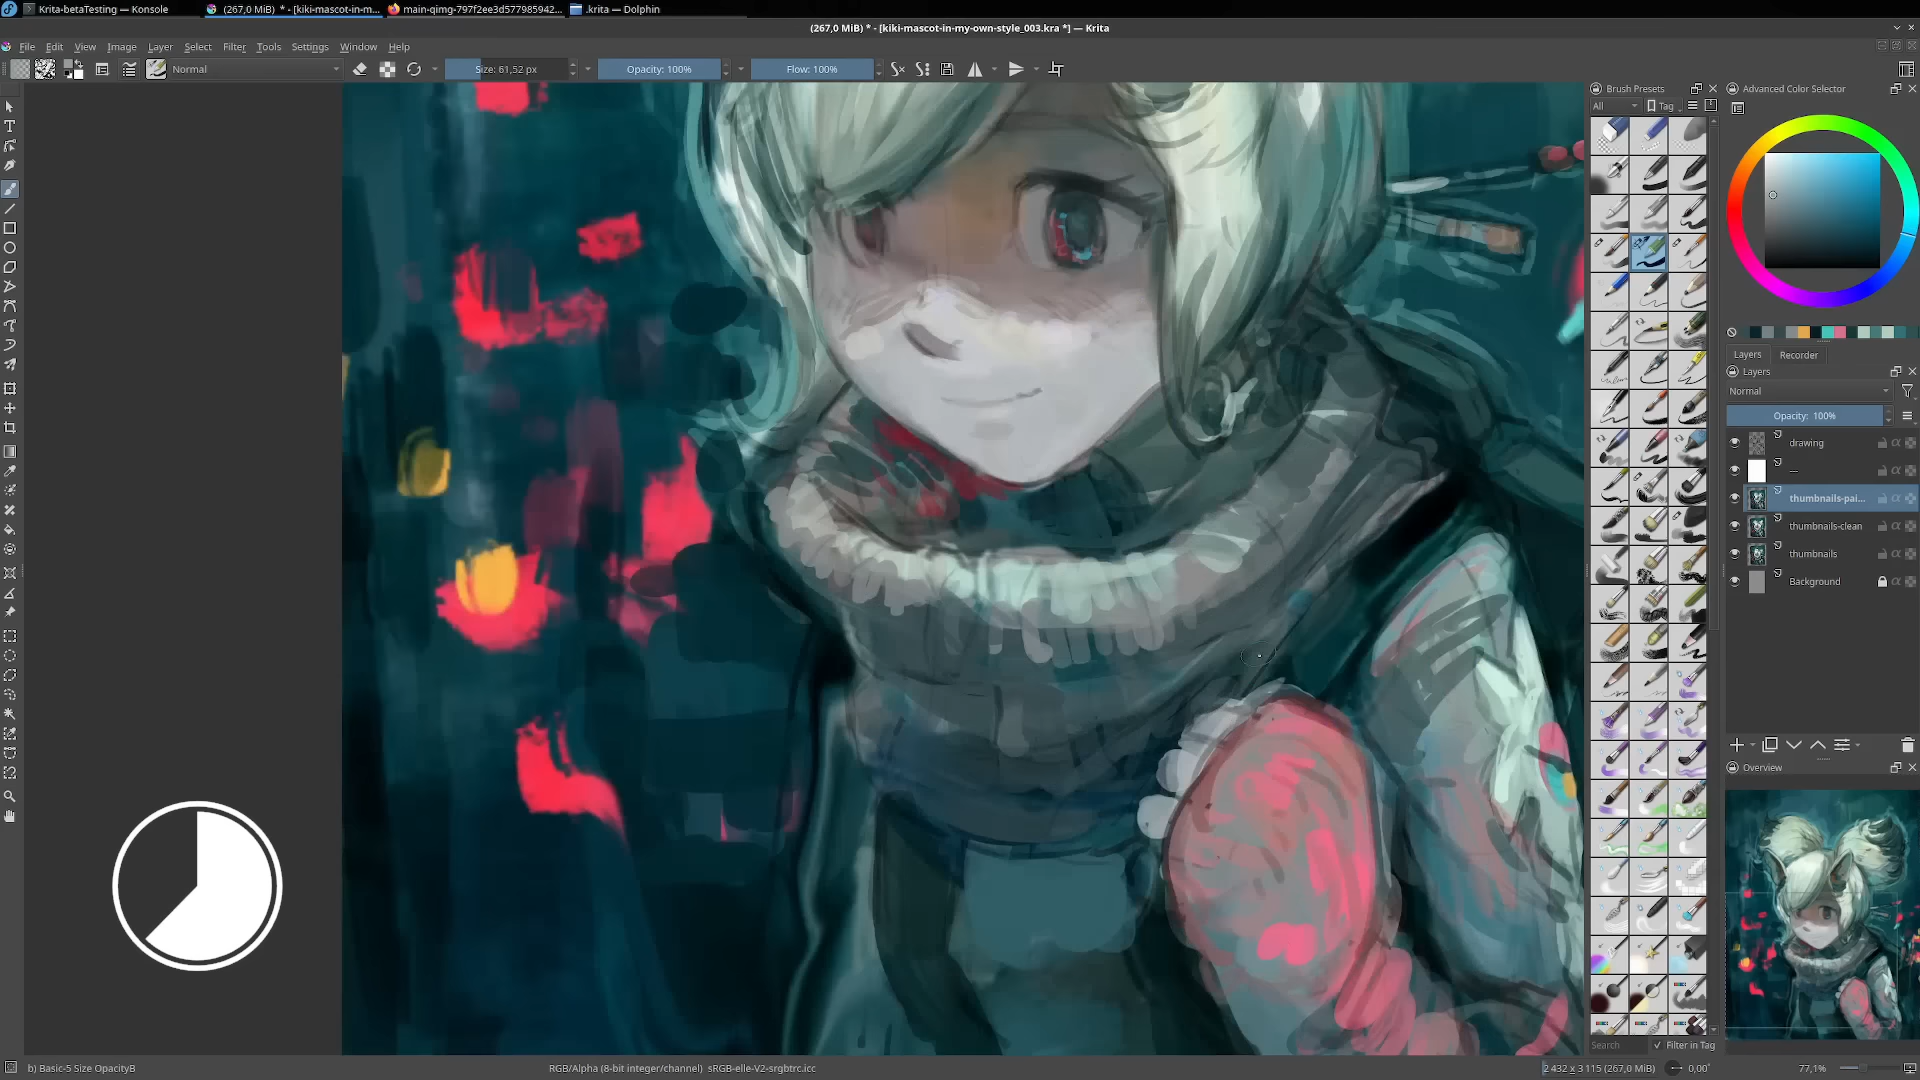 Krita-betaTesting — Konsole
(267,0 MiB) * - [kiki-mascot-in-m...
main-qimg-797f2ee3d577985942...
.krita — Dolphin
(267,0 MiB) * - [kiki-mascot-in-my-own-style_003.kra *] — Krita
File Edit View Image Layer Select Filter Tools Settings Window Help
Normal
Size: 61,52 px
Opacity: 100%
Flow: 100%
Brush Presets
Advanced Color Selector
All
Tag
Layers
Recorder
Layers
Normal
Opacity: 100%
drawing
...
thumbnails-pai...
thumbnails-clean
thumbnails
Background
Overview
Search
Filter in Tag
b) Basic-5 Size OpacityB
RGB/Alpha (8-bit integer/channel) sRGB-elle-V2-srgbtrc.icc
2 432 x 3 115 (267,0 MiB)
0,00°
77,1%